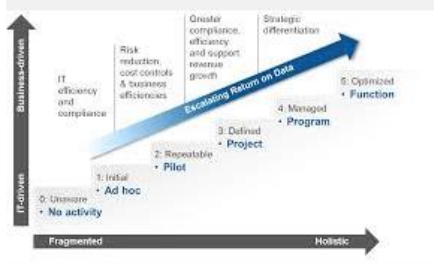 Greater
compliance,
efficiency
and support
revenue
growth
Strategic
differentiation
Risk
reduction,
cost controls
& business
efficiencies
IT
efficiency
and
compliance
Escalating Return on Data
5: Optimized
• Function
4: Managed
• Program
3: Defined
• Project
2: Repeatable
• Pilot
1: Initial
• Ad hoc
0: Unaware
• No activity
Business-driven
IT-driven
Fragmented
Holistic